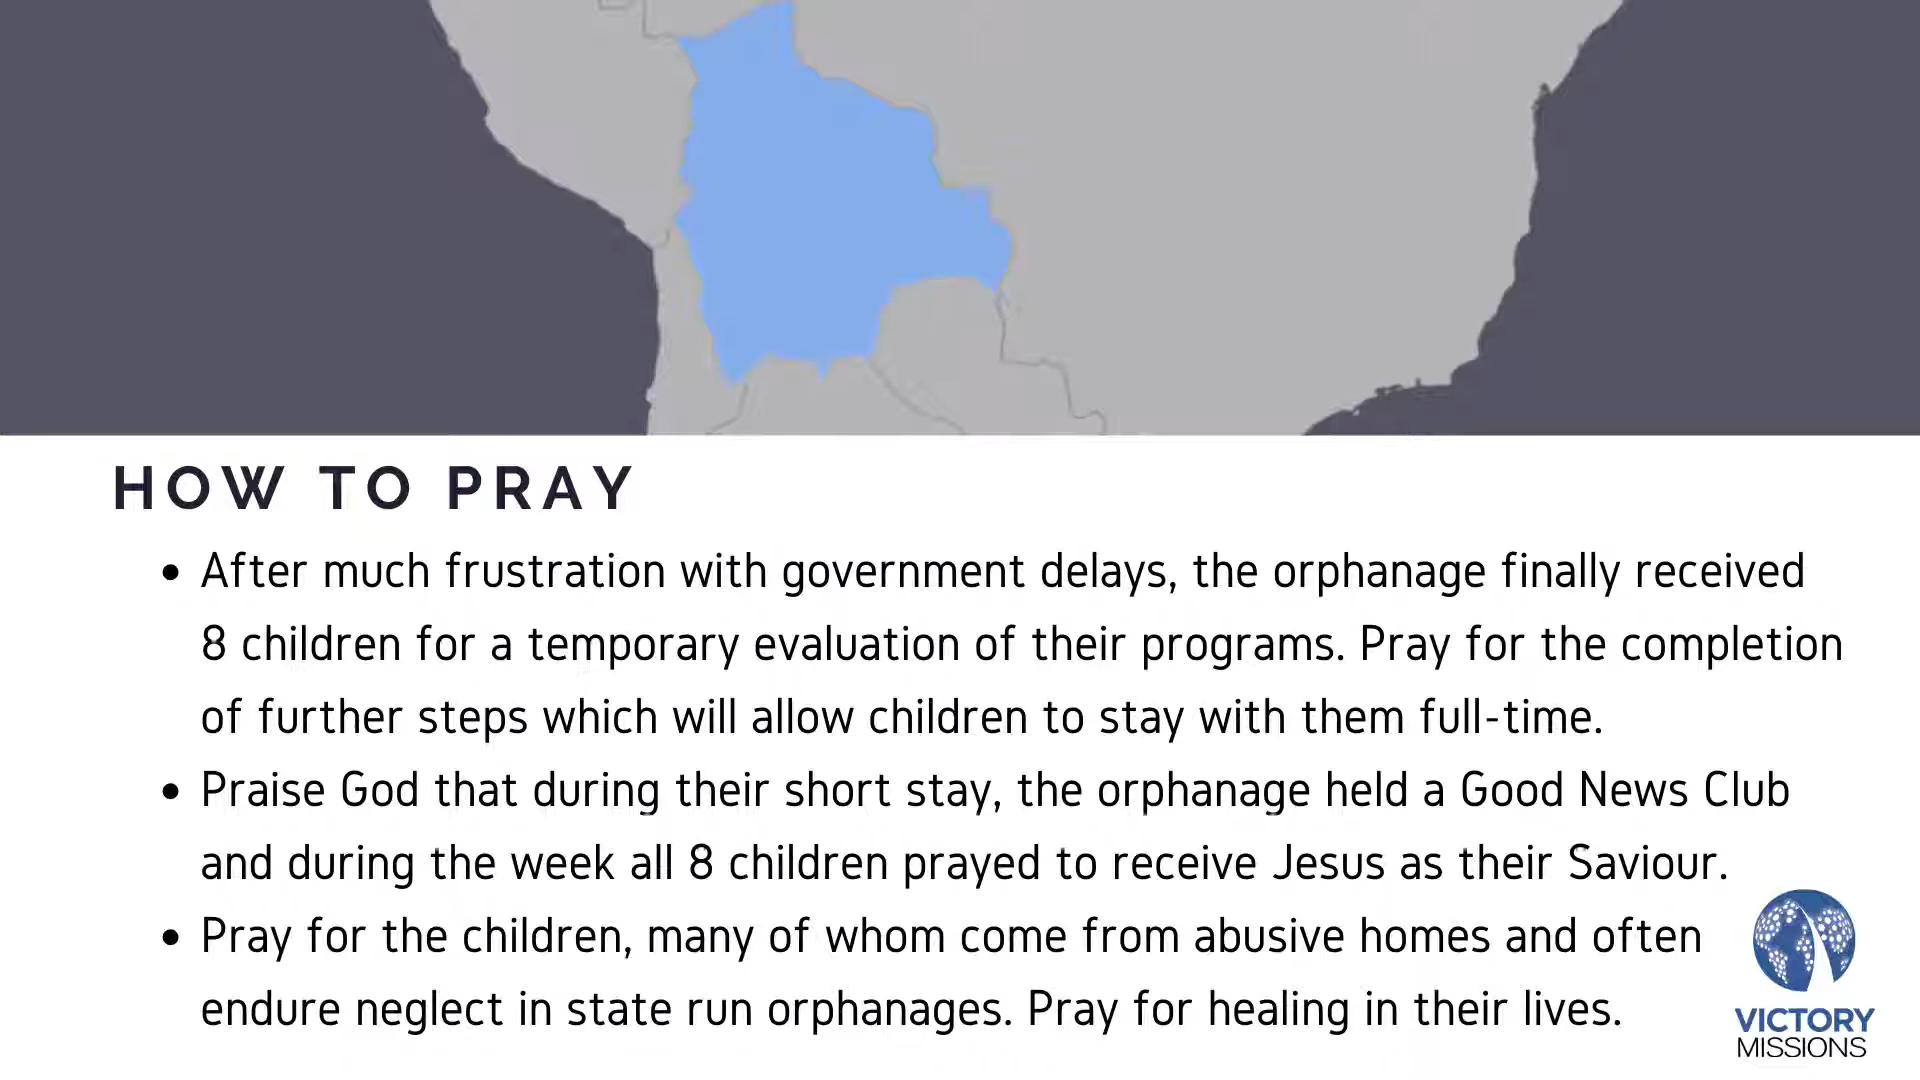 HOW TO PRAY
• After much frustration with government delays, the orphanage finally received
8 children for a temporary evaluation of their programs. Pray for the completion
of further steps which will allow children to stay with them full-time.
• Praise God that during their short stay, the orphanage held a Good News Club
and during the week all 8 children prayed to receive Jesus as their Saviour.
• Pray for the children, many of whom come from abusive homes and often
endure neglect in state run orphanages. Pray for healing in their lives.
VICTORY
MISSIONS